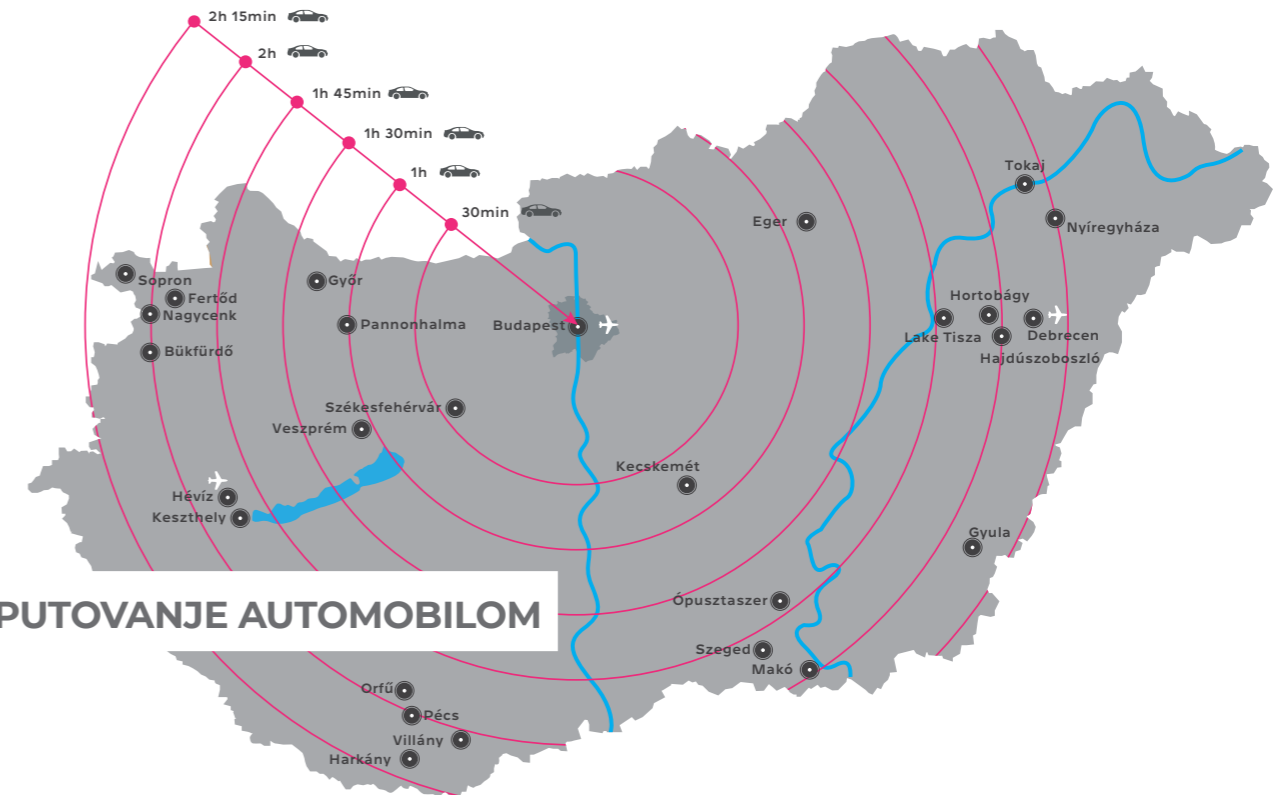 2h 15min
2h
1h 45min
1h 30min
1h
30min
Tokaj
Eger
Nyíregyháza
Sopron
Győr
Fertőd
Hortobágy
Nagycenk
Pannonhalma
Budapest
Lake Tisza
Debrecen
Bükfürdő
Hajdúszoboszló
Székesfehérvár
Veszprém
Kecskemét
Hévíz
Keszthely
Gyula
Ópusztaszer
PUTOVANJE AUTOMOBILOM
Szeged
Makó
Orfű
Pécs
Villány
Harkány